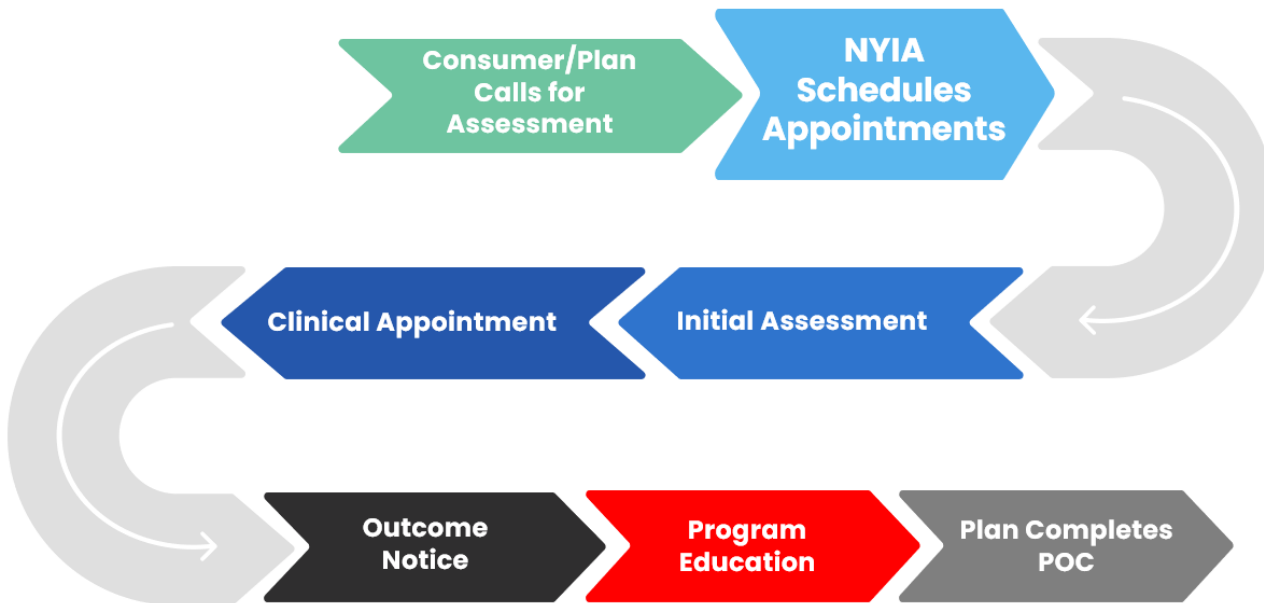 Consumer/Plan
Calls for
Assessment
NYIA
Schedules
Appointments
Initial Assessment
Clinical Appointment
Outcome
Notice
Program
Education
Plan Completes
POC